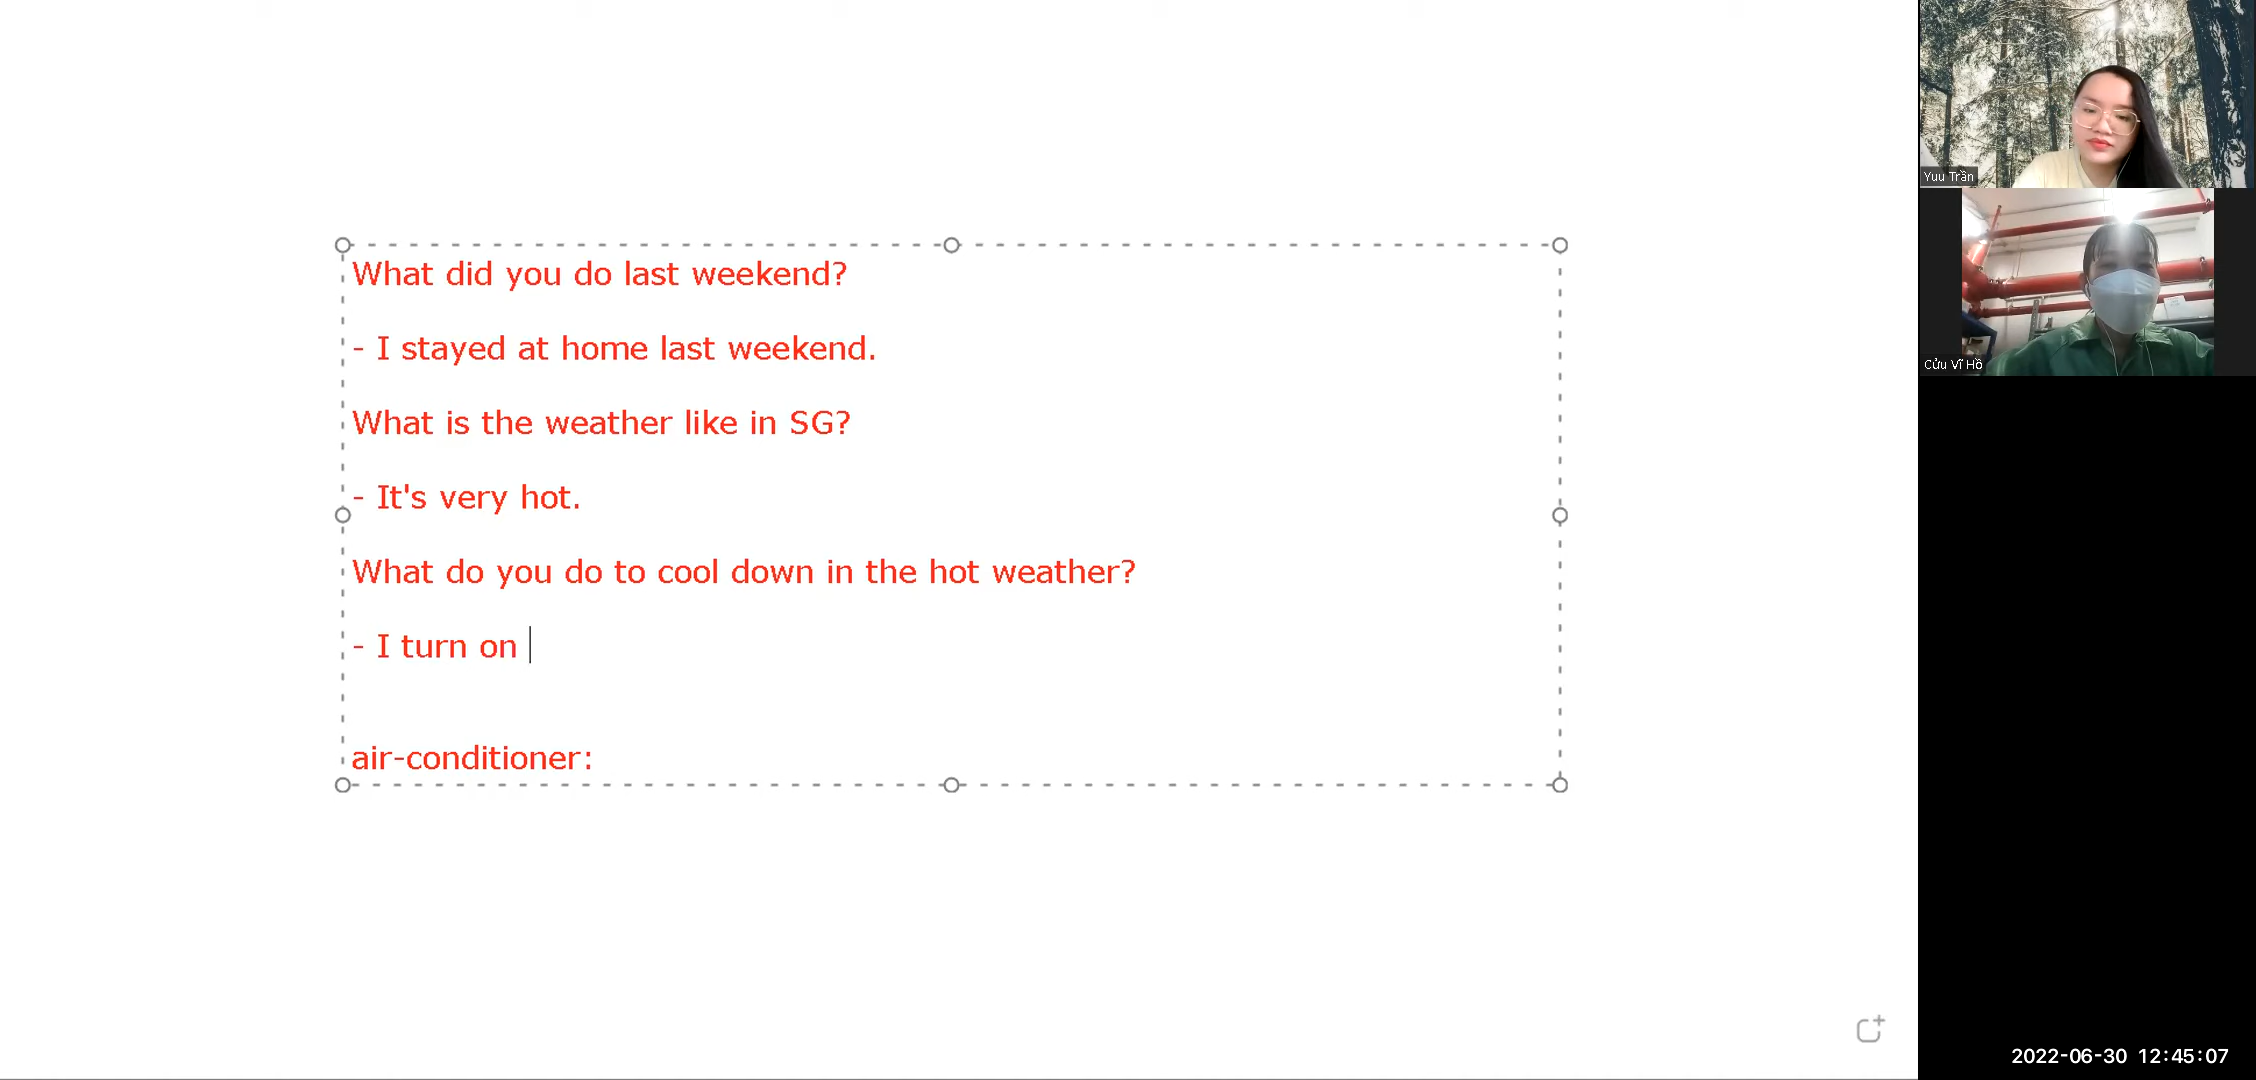 What did you do last weekend?
- I stayed at home last weekend.
What is the weather like in SG?
- It's very hot.
What do you do to cool down in the hot weather?
- I turn on
air-conditioner:
Yuu Trần
Cửu Vĩ Hồ
2022-06-30 12:45:07